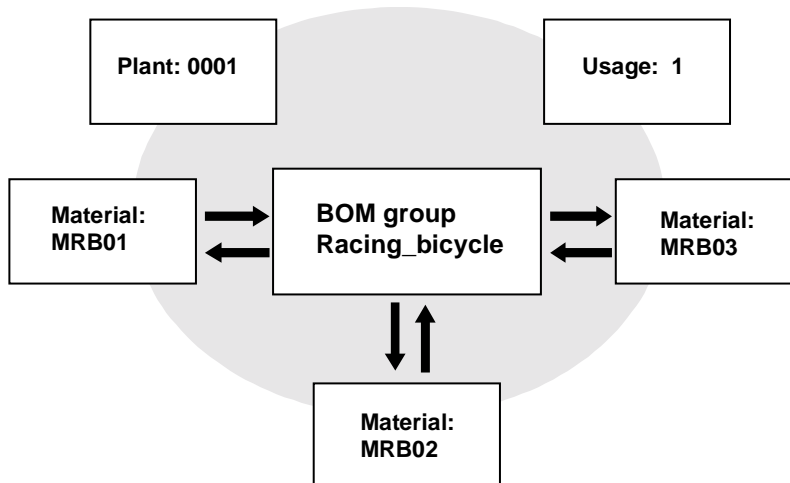 Plant: 0001
Usage: 1
Material:
MRB01
BOM group
Racing_bicycle
Material:
MRB03
Material:
MRB02